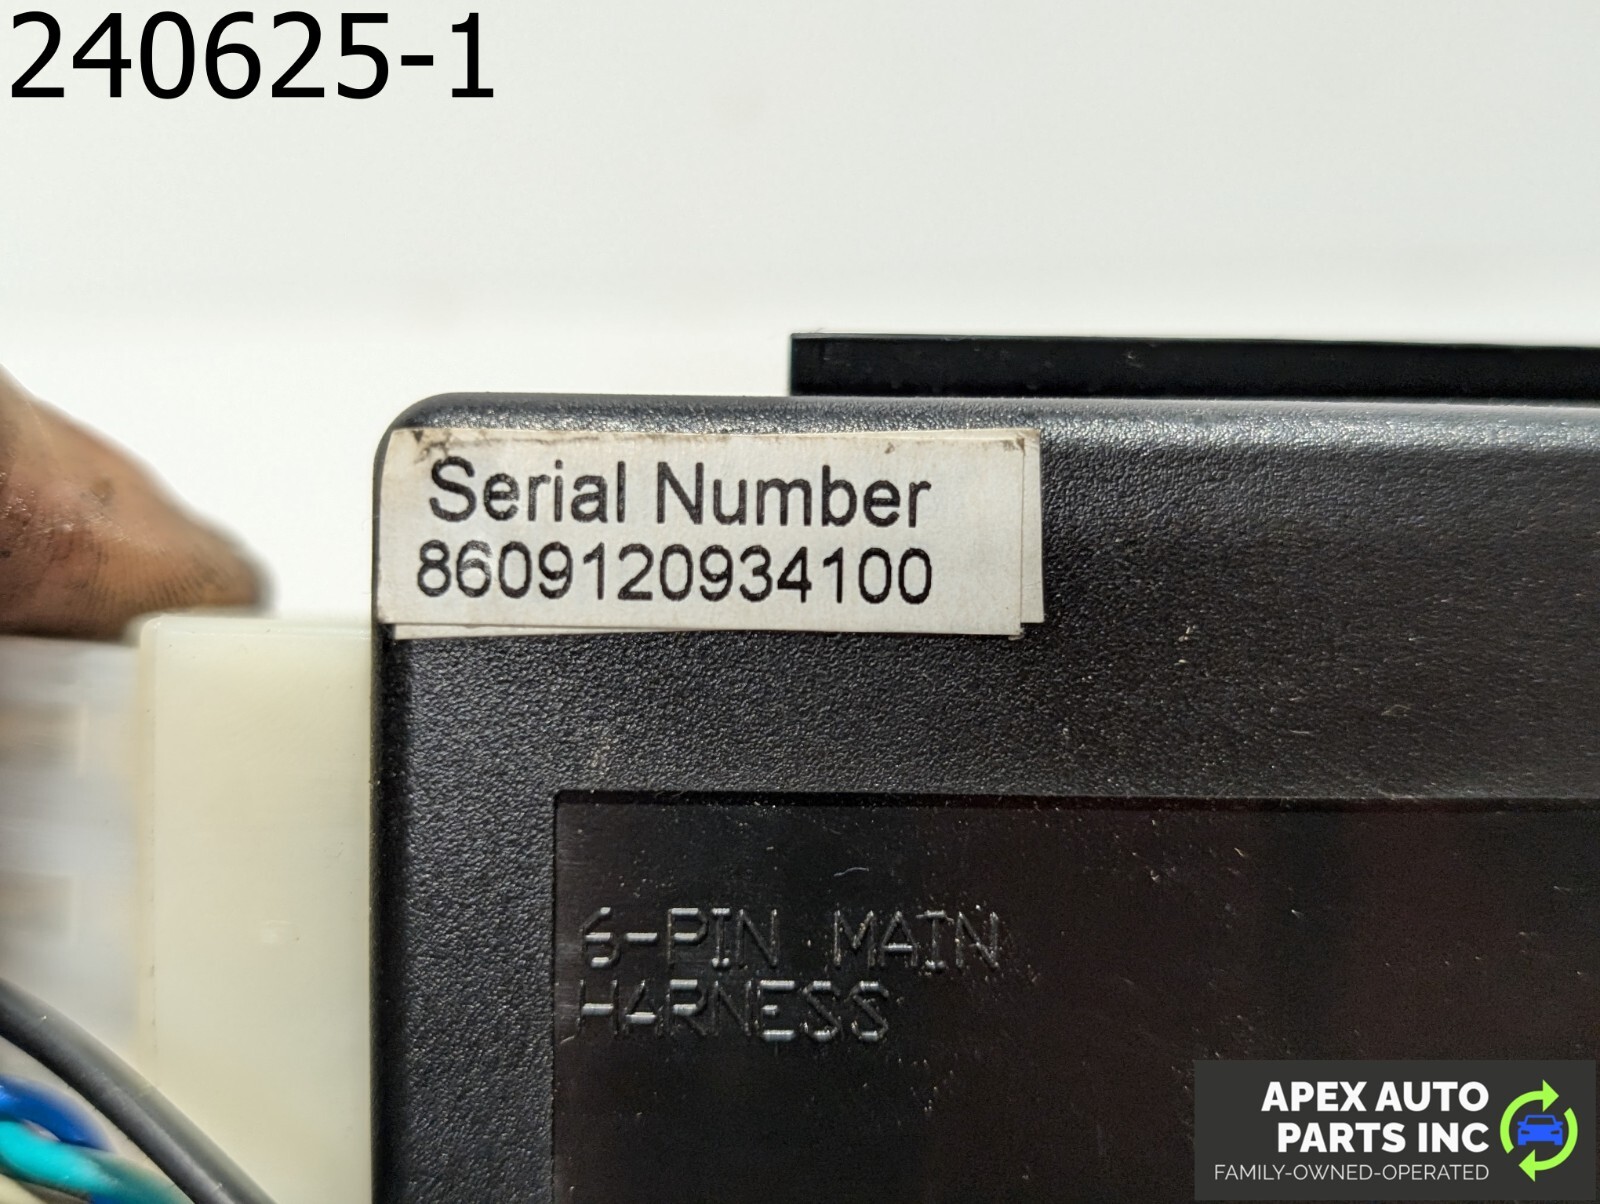 240625-1
Serial Number
8609120934100
6-PIN MAIN
HARNESS
APEX AUTO
PARTS INC
FAMILY-OWNED-OPERATED